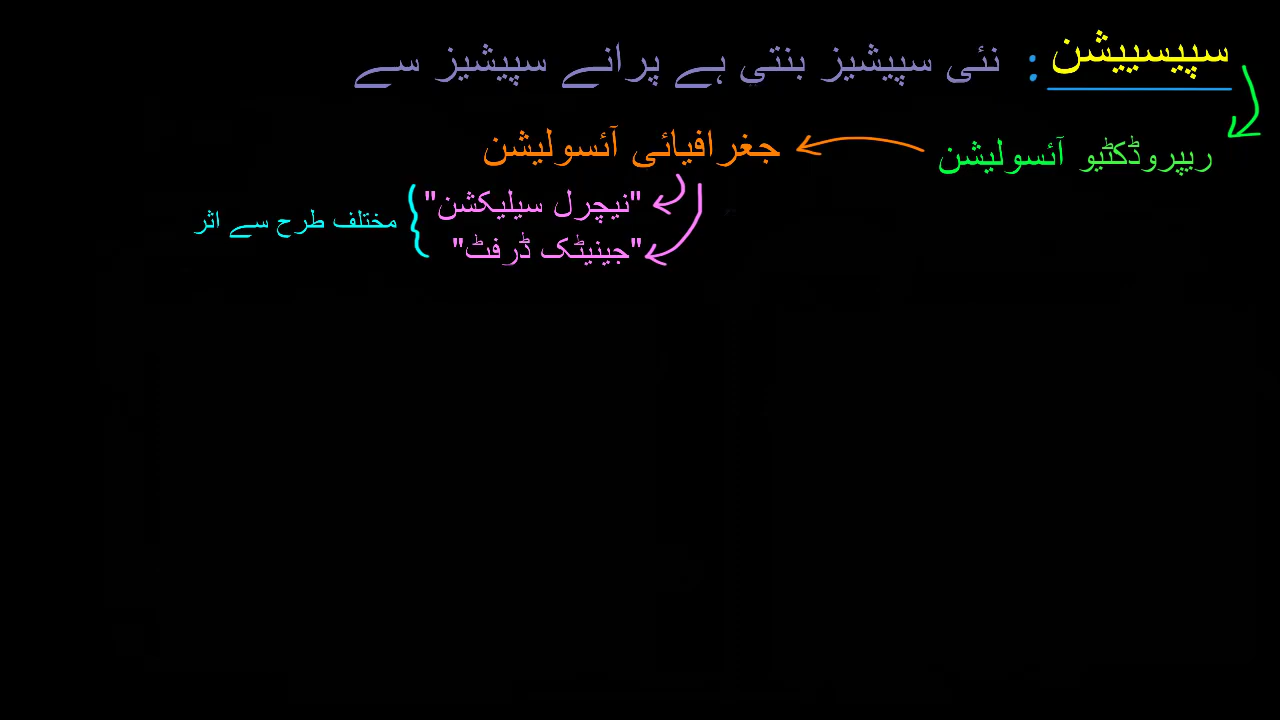 سپیسییشن : نئی سپیشیز بنتی ہے پرانے سپیشیز سے
ریپروڈکٹیو آئسولیشن
جغرافیائی آئسولیشن
"نیچرل سیلیکشن"
"جینیٹک ڈرفٹ"
مختلف طرح سے اثر